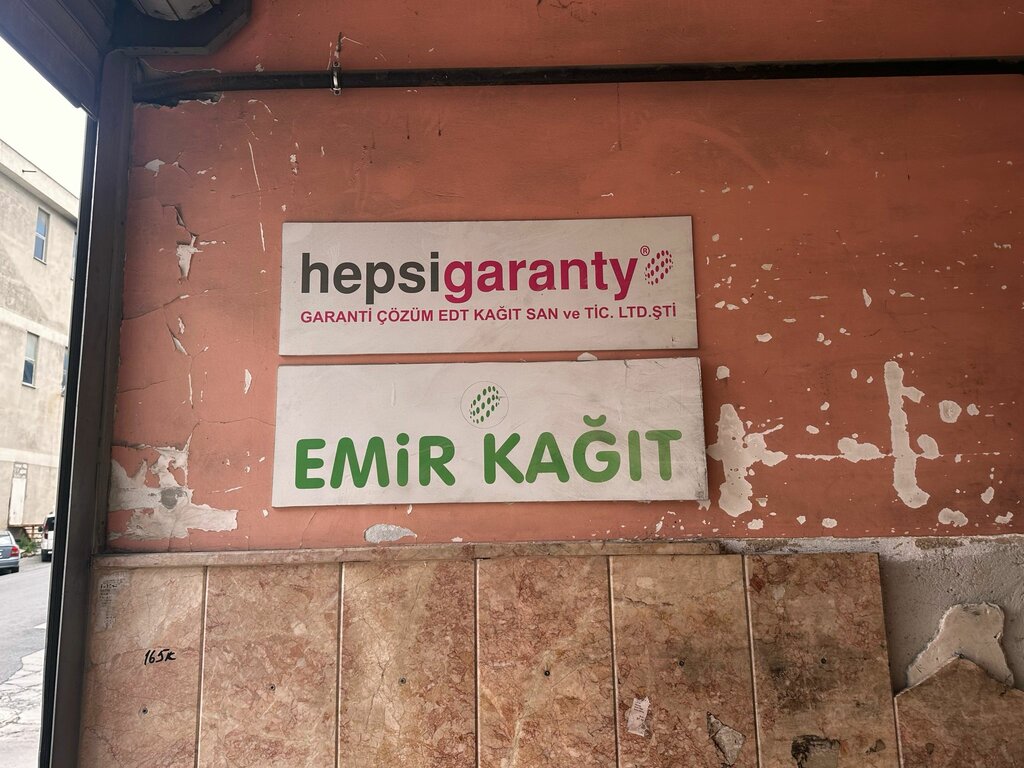 hepsigaranty®
GARANTİ ÇÖZÜM EDT KAĞIT SAN ve TİC. LTD.ŞTİ
EMiR KAĞIT
165K